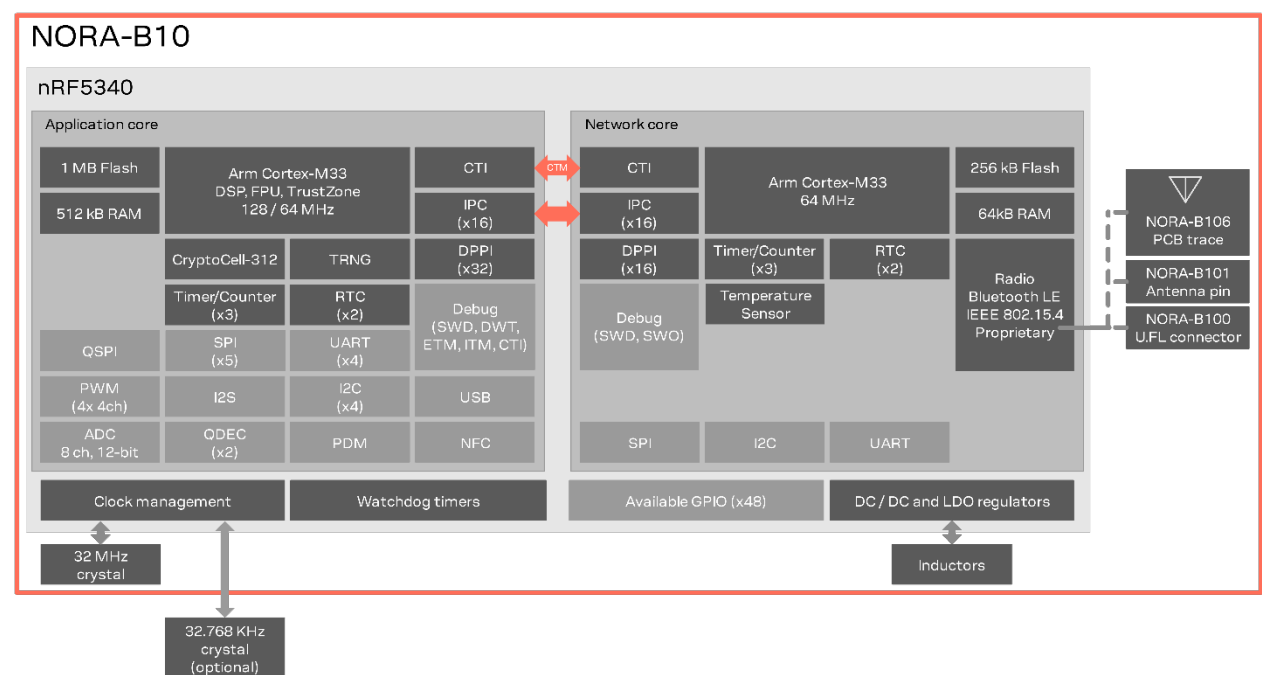 NORA-B10
nRF5340
Application core
1 MB Flash
Arm Cortex-M33
DSP, FPU, TrustZone
128 / 64 MHz
CTI
512 kB RAM
IPC
(x16)
CryptoCell-312
TRNG
DPPI
(x32)
Timer/Counter
(x3)
RTC
(x2)
Debug
(SWD, DWT,
ETM, ITM, CTI)
QSPI
SPI
(x5)
UART
(x4)
PWM
(4x 4ch)
I2S
I2C
(x4)
USB
ADC
8 ch, 12-bit
QDEC
(x2)
PDM
NFC
CTM
Network core
CTI
Arm Cortex-M33
64 MHz
256 kB Flash
IPC
(x16)
64kB RAM
DPPI
(x16)
Timer/Counter
(x3)
RTC
(x2)
Radio
Bluetooth LE
IEEE 802.15.4
Proprietary
Debug
(SWD, SWO)
Temperature
Sensor
SPI
I2C
UART
NORA-B106
PCB trace
NORA-B101
Antenna pin
NORA-B100
U.FL connector
Clock management
Watchdog timers
Available GPIO (x48)
DC / DC and LDO regulators
32 MHz
crystal
Inductors
32.768 KHz
crystal
(optional)